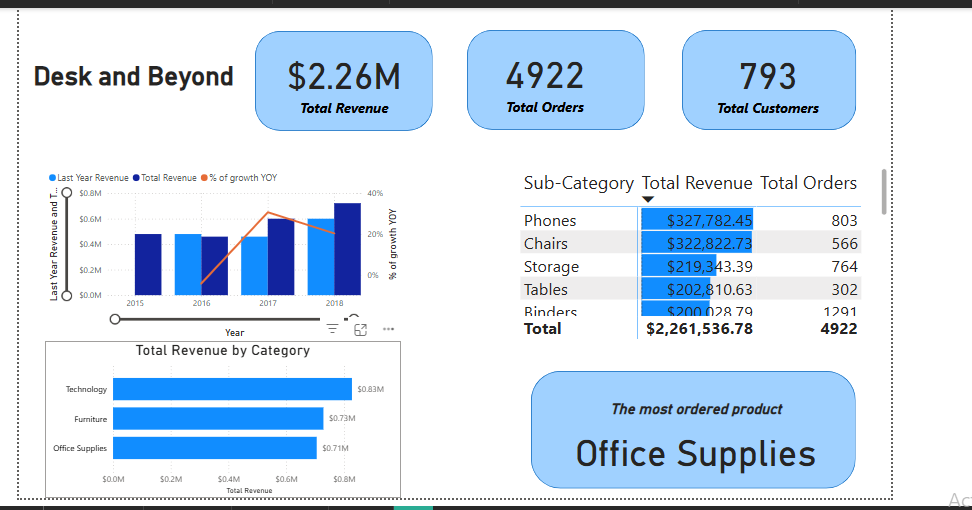 Desk and Beyond
$2.26M
Total Revenue
4922
Total Orders
793
Total Customers
Last Year Revenue Total Revenue % of growth YOY
Last Year Revenue and T...
$0.8M
$0.6M
$0.4M
$0.2M
$0.0M
40%
20%
0%
% of growth YOY
2015 2016 2017 2018
Year
Sub-Category Total Revenue Total Orders
Phones $327,782.45 803
Chairs $322,822.73 566
Storage $219,343.39 764
Tables $202,810.63 302
Binders $200,028.79 1291
Total $2,261,536.78 4922
Total Revenue by Category
Technology $0.83M
Furniture $0.73M
Office Supplies $0.71M
$0.0M $0.2M $0.4M $0.6M $0.8M
Total Revenue
The most ordered product
Office Supplies